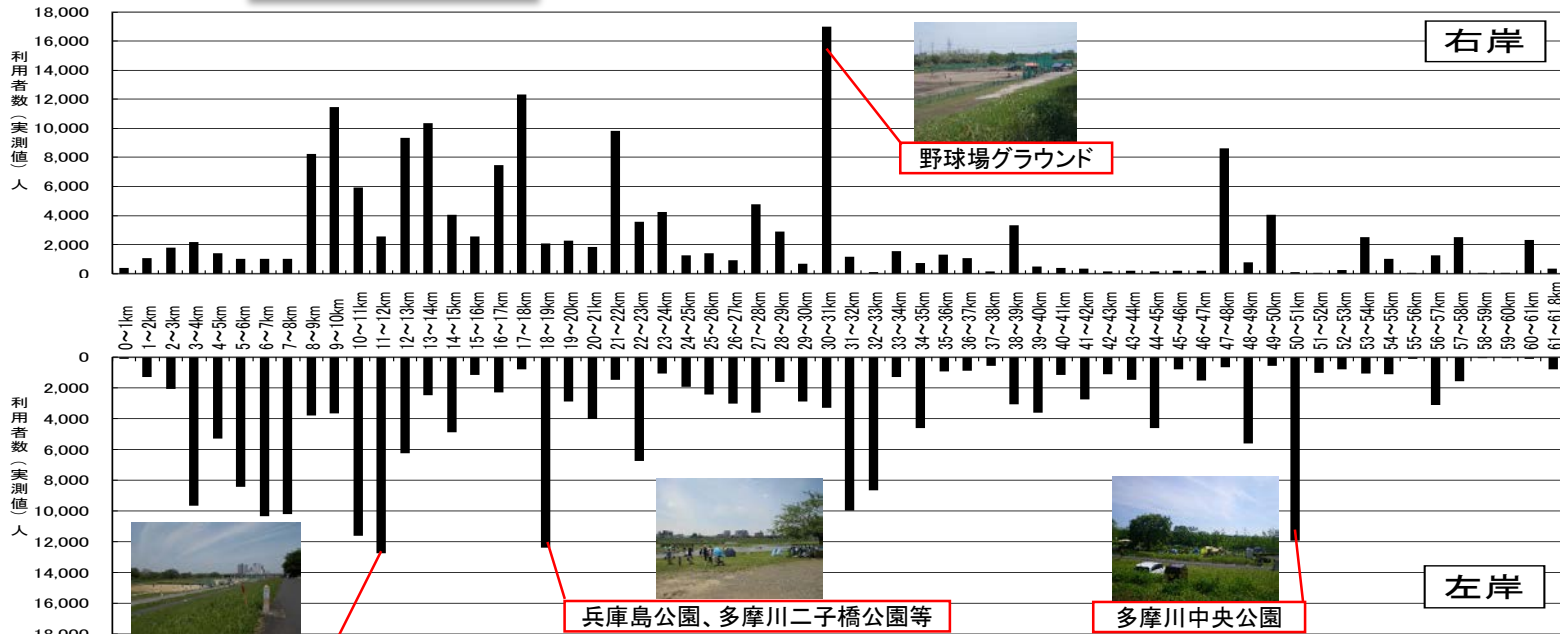 18,000
16,000
14,000
12,000
10,000
8,000
6,000
4,000
2,000
0
利用者数(実測値)人
右岸
野球場グラウンド
0~1km
1~2km
2~3km
3~4km
4~5km
5~6km
6~7km
7~8km
8~9km
9~10km
10~11km
11~12km
12~13km
13~14km
14~15km
15~16km
16~17km
17~18km
18~19km
19~20km
20~21km
21~22km
22~23km
23~24km
24~25km
25~26km
26~27km
27~28km
28~29km
29~30km
30~31km
31~32km
32~33km
33~34km
34~35km
35~36km
36~37km
37~38km
38~39km
39~40km
40~41km
41~42km
42~43km
43~44km
44~45km
45~46km
46~47km
47~48km
48~49km
49~50km
50~51km
51~52km
52~53km
53~54km
54~55km
55~56km
56~57km
57~58km
58~59km
59~60km
60~61km
61~61.8km
0
2,000
4,000
6,000
8,000
10,000
12,000
14,000
16,000
18,000
利用者数(実測値)人
兵庫島公園、多摩川二子橋公園等
多摩川中央公園
左岸